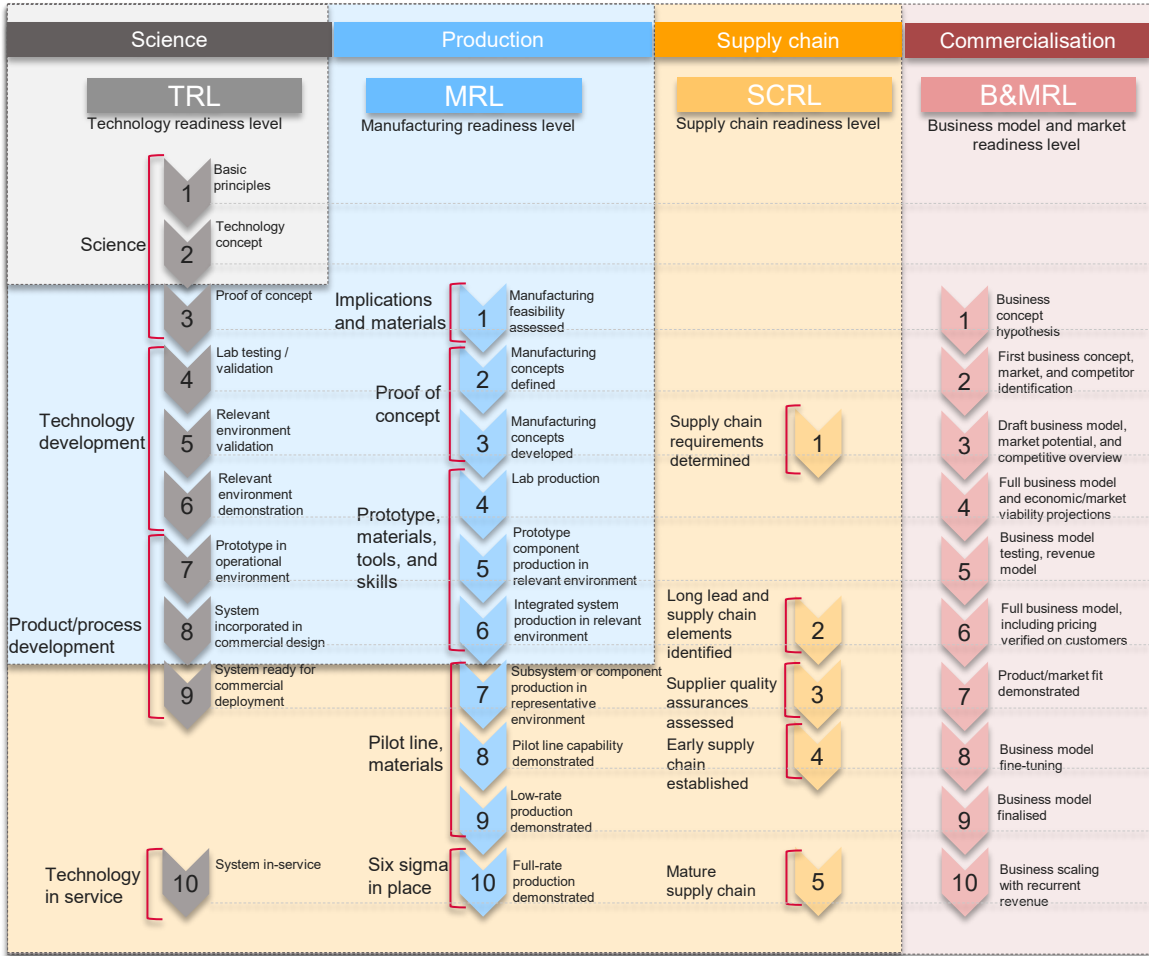 Science
Production
Supply chain
Commercialisation
TRL
Technology readiness level
MRL
Manufacturing readiness level
SCRL
Supply chain readiness level
B&MRL
Business model and market
readiness level
Science
1
Basic
principles
2
Technology
concept
3
Proof of concept
Technology
development
4
Lab testing /
validation
5
Relevant
environment
validation
6
Relevant
environment
demonstration
Product/process
development
7
Prototype in
operational
environment
8
System
incorporated in
commercial design
9
System ready for
commercial
deployment
Technology
in service
10
System in-service
Implications
and materials
1
Manufacturing
feasibility
assessed
Proof of
concept
2
Manufacturing
concepts
defined
3
Manufacturing
concepts
developed
Prototype,
materials,
tools, and
skills
4
Lab production
5
Prototype
component
production in
relevant environment
6
Integrated system
production in relevant
environment
Pilot line,
materials
7
Subsystem or component
production in
representative
environment
8
Pilot line capability
demonstrated
9
Low-rate
production
demonstrated
Six sigma
in place
10
Full-rate
production
demonstrated
Supply chain
requirements
determined
1
Long lead and
supply chain
elements
identified
2
Supplier quality
assurances
assessed
3
Early supply
chain
established
4
Mature
supply chain
5
1
Business
concept
hypothesis
2
First business concept,
market, and competitor
identification
3
Draft business model,
market potential, and
competitive overview
4
Full business model
and economic/market
viability projections
5
Business model
testing, revenue
model
6
Full business model,
including pricing
verified on customers
7
Product/market fit
demonstrated
8
Business model
fine-tuning
9
Business model
finalised
10
Business scaling
with recurrent
revenue